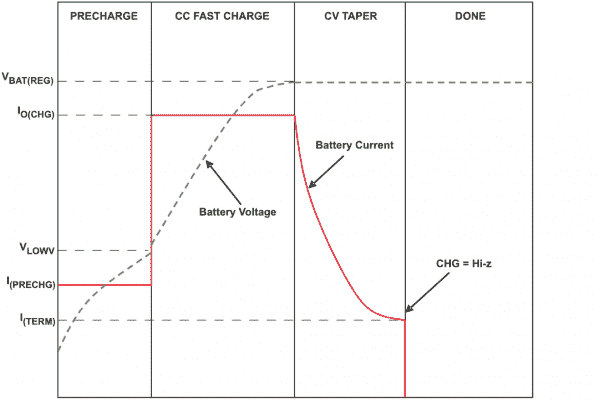 PRECHARGE CC FAST CHARGE CV TAPER DONE
VBAT(REG)
IO(CHG)
Battery Current
Battery Voltage
VLOWV
CHG = Hi-z
I(PRECHG)
I(TERM)